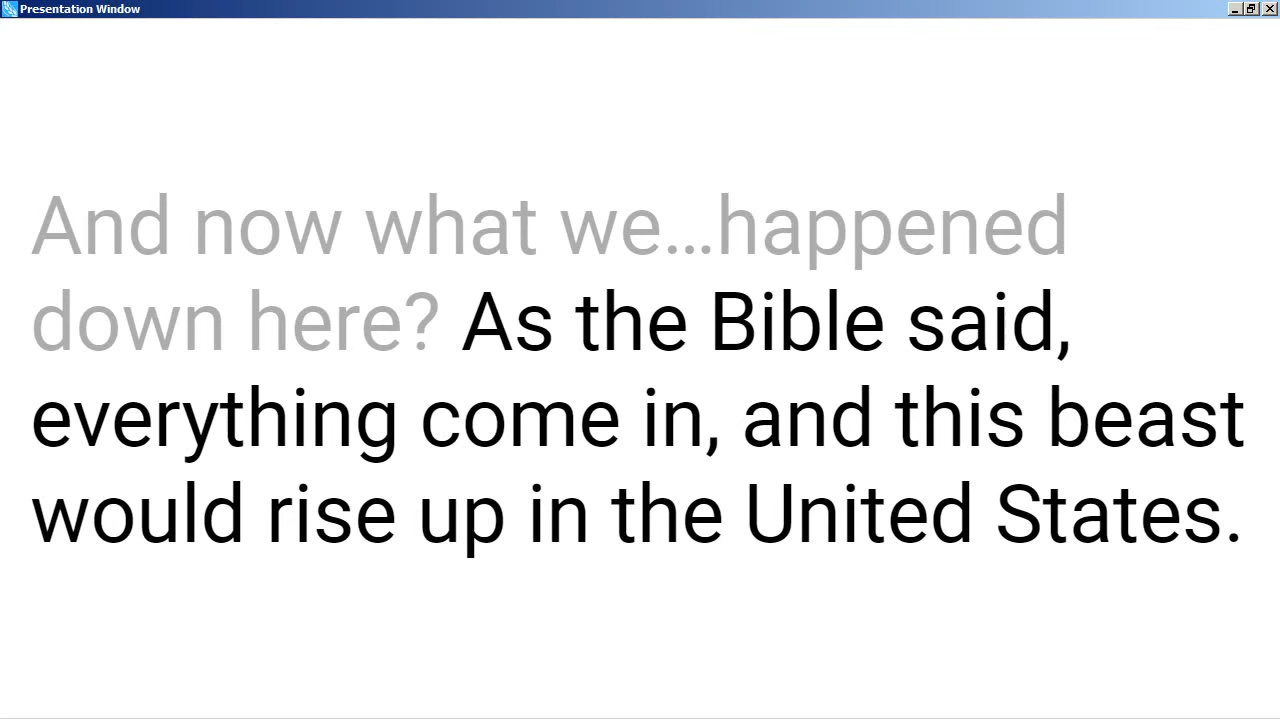 Presentation Window
And now what we…happened
down here? As the Bible said,
everything come in, and this beast
would rise up in the United States.